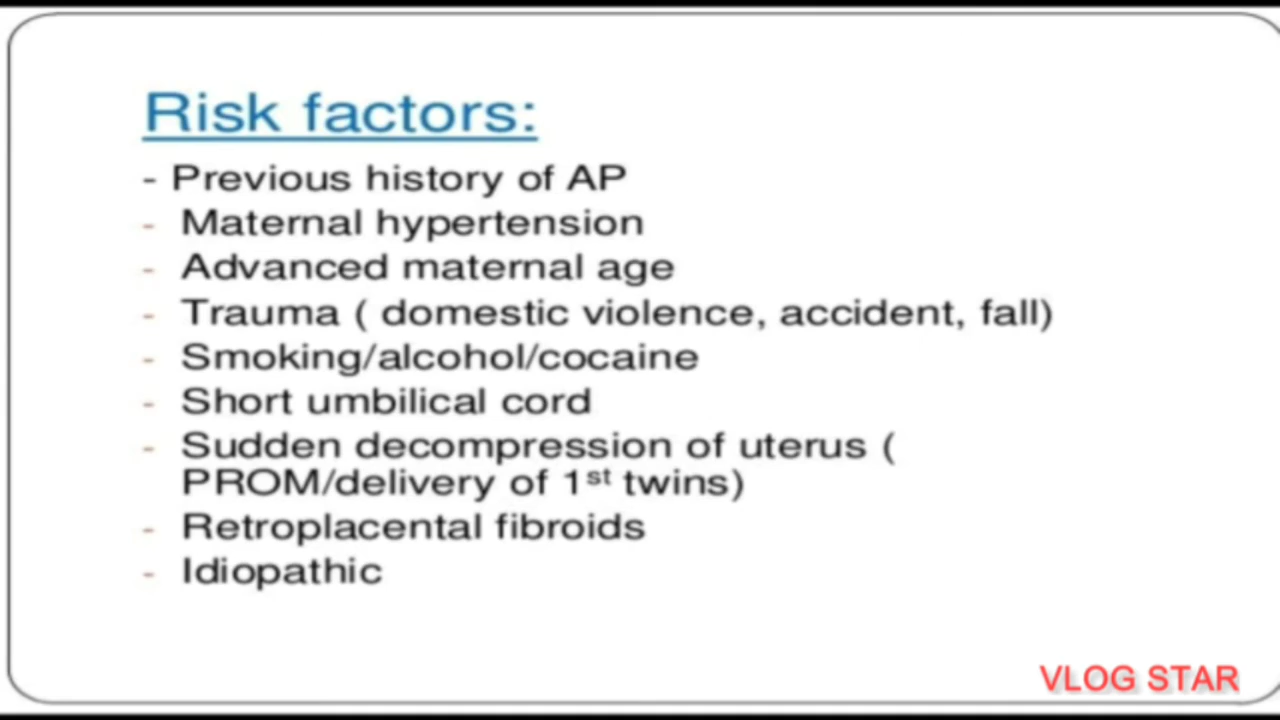 Risk factors:
- Previous history of AP
- Maternal hypertension
- Advanced maternal age
- Trauma ( domestic violence, accident, fall)
- Smoking/alcohol/cocaine
- Short umbilical cord
- Sudden decompression of uterus (
PROM/delivery of 1st twins)
- Retroplacental fibroids
- Idiopathic
VLOG STAR